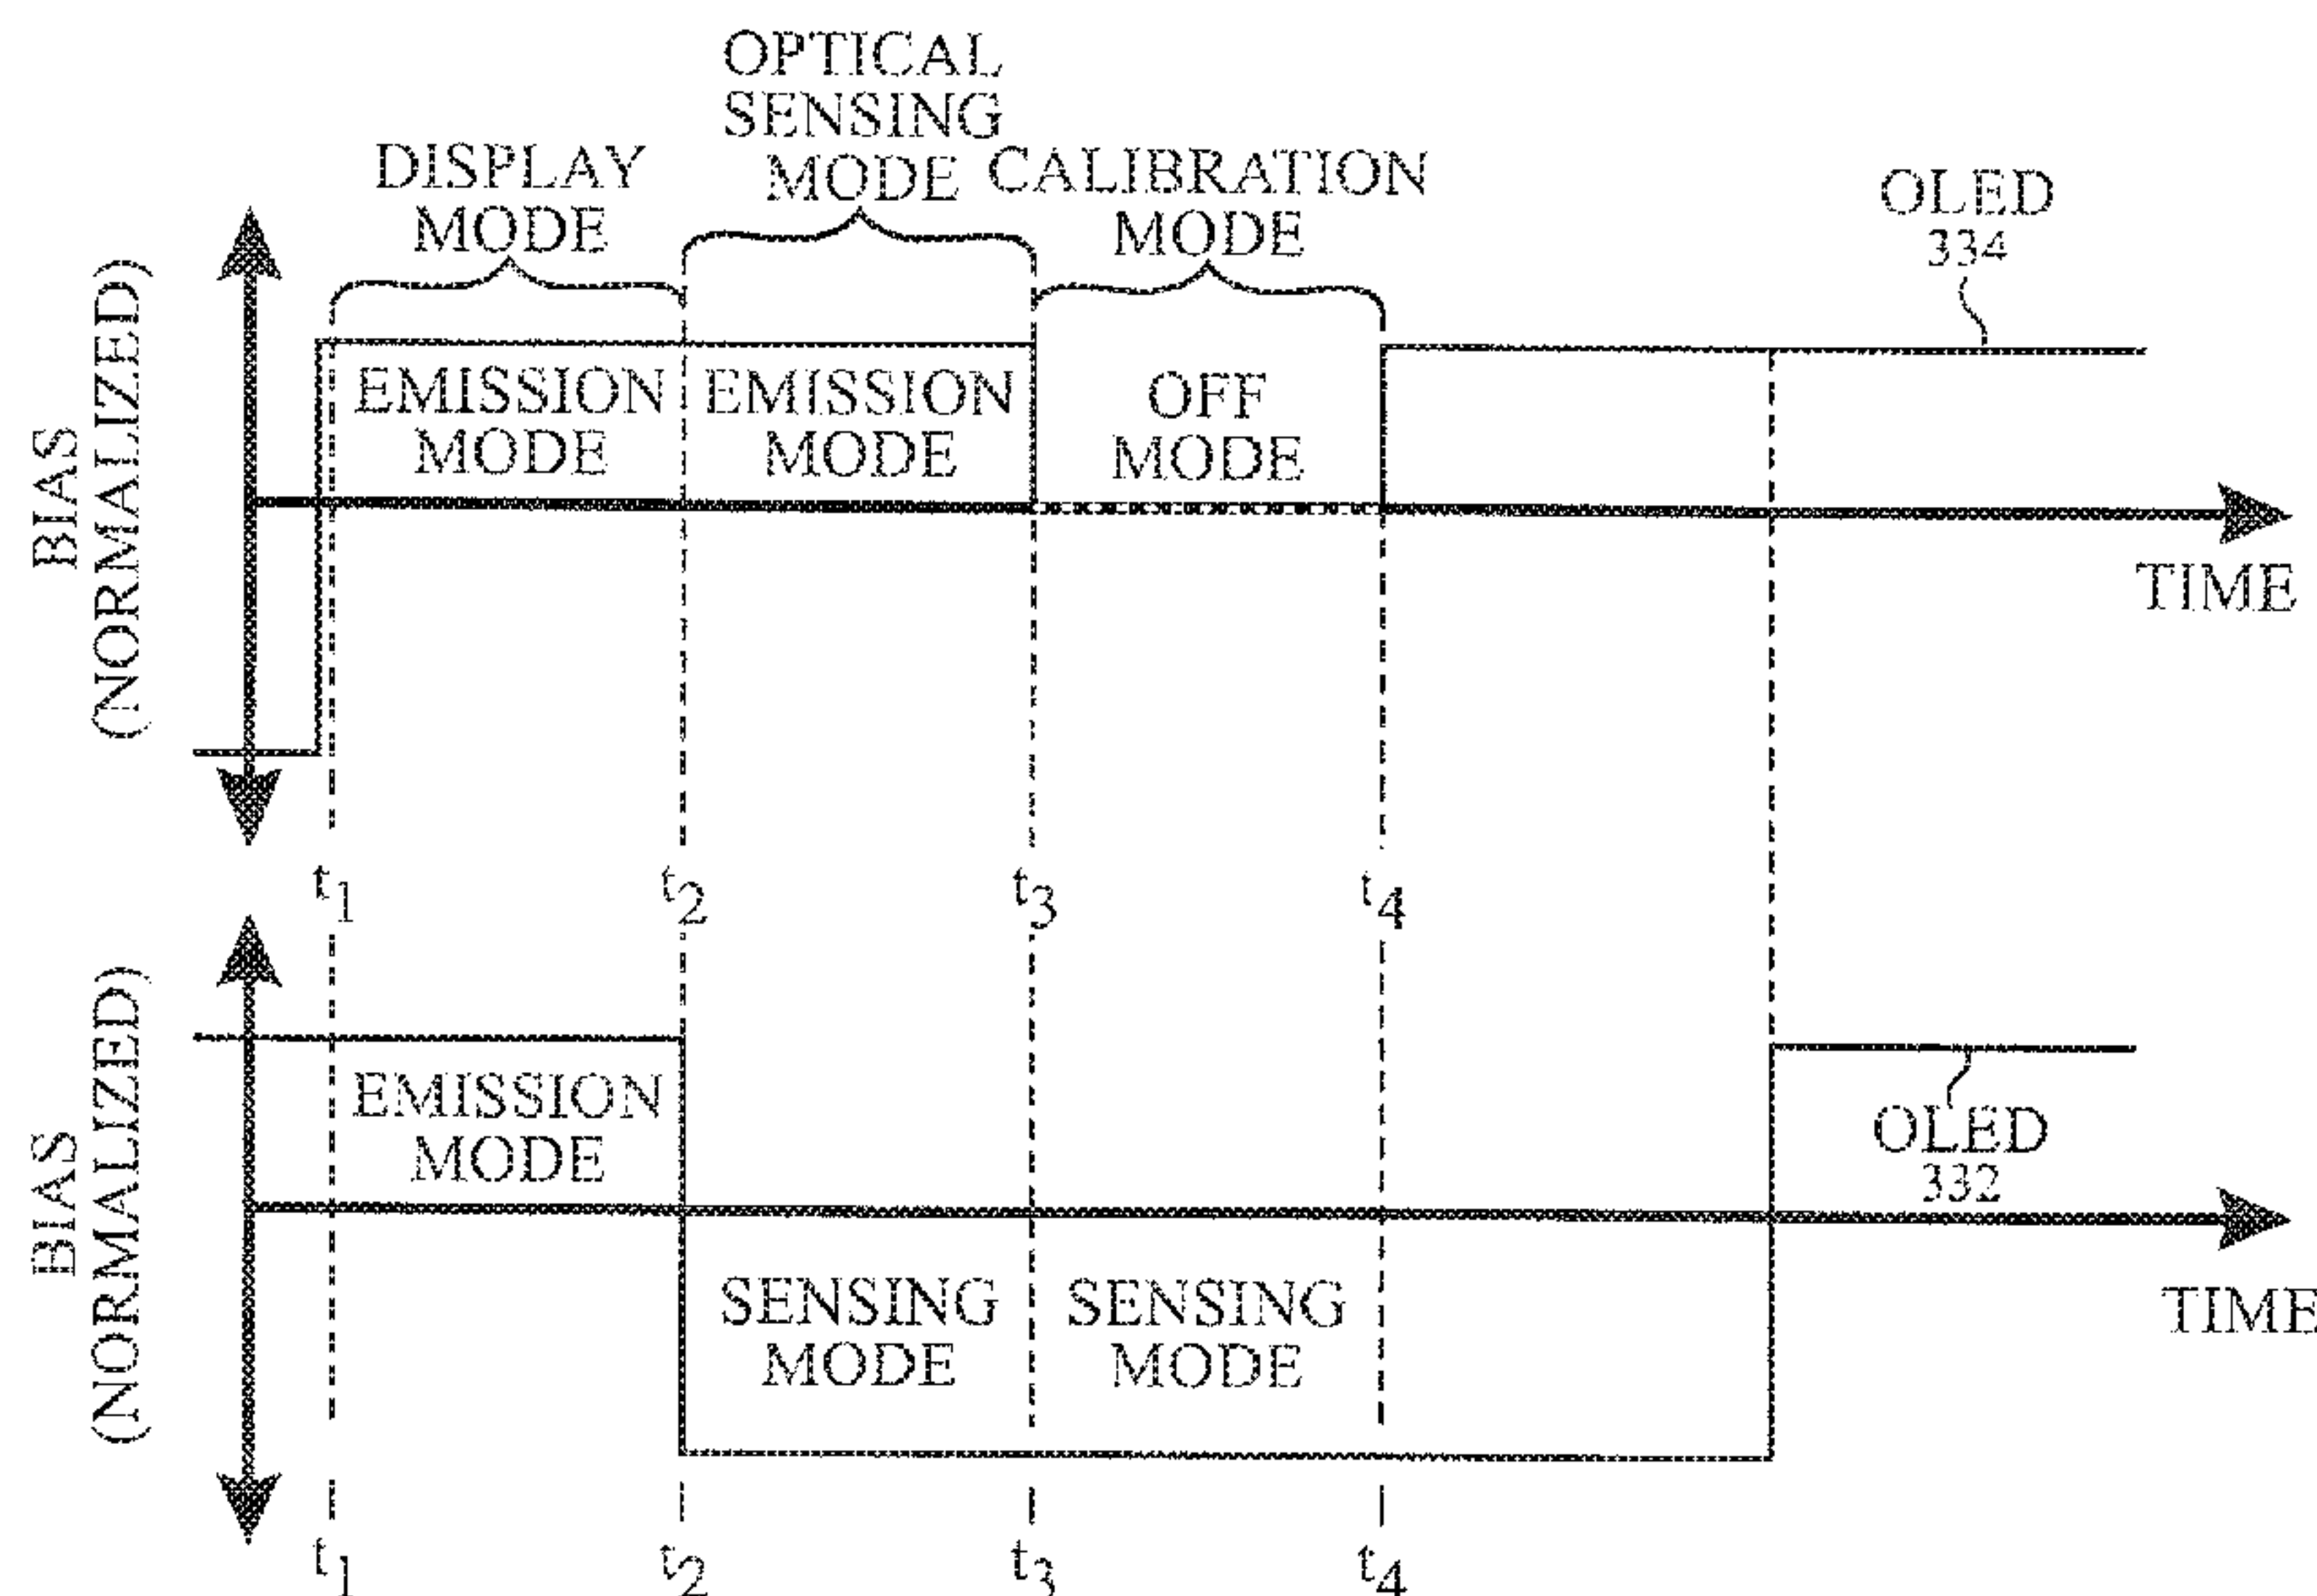 OPTICAL
SENSING
MODE
DISPLAY
MODE
CALIBRATION
MODE
OLED
334
BIAS
(NORMALIZED)
EMISSION
MODE
EMISSION
MODE
OFF
MODE
TIME
t1
t2
t3
t4
BIAS
(NORMALIZED)
EMISSION
MODE
OLED
332
SENSING
MODE
SENSING
MODE
TIME
t1
t2
t3
t4